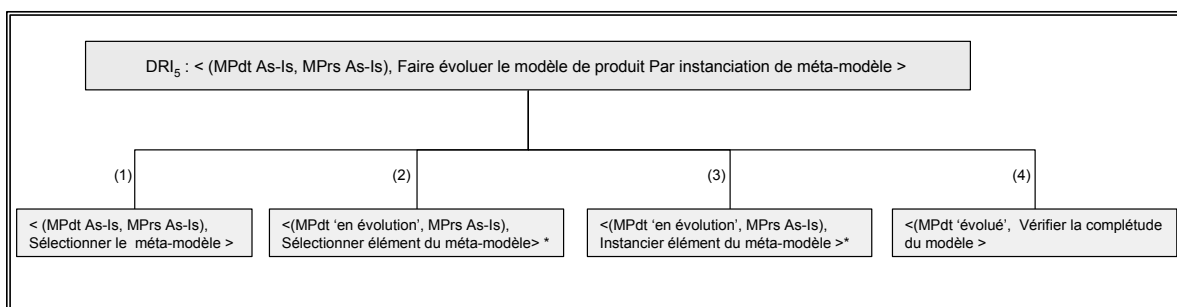 DRI5 : < (MPdt As-Is, MPrs As-Is), Faire évoluer le modèle de produit Par instanciation de méta-modèle >
(1)
(2)
(3)
(4)
< (MPdt As-Is, MPrs As-Is),
Sélectionner le méta-modèle >
<(MPdt ‘en évolution’, MPrs As-Is),
Sélectionner élément du méta-modèle> *
<(MPdt ‘en évolution’, MPrs As-Is),
Instancier élément du méta-modèle >*
<(MPdt ‘évolué’, Vérifier la complétude
du modèle >